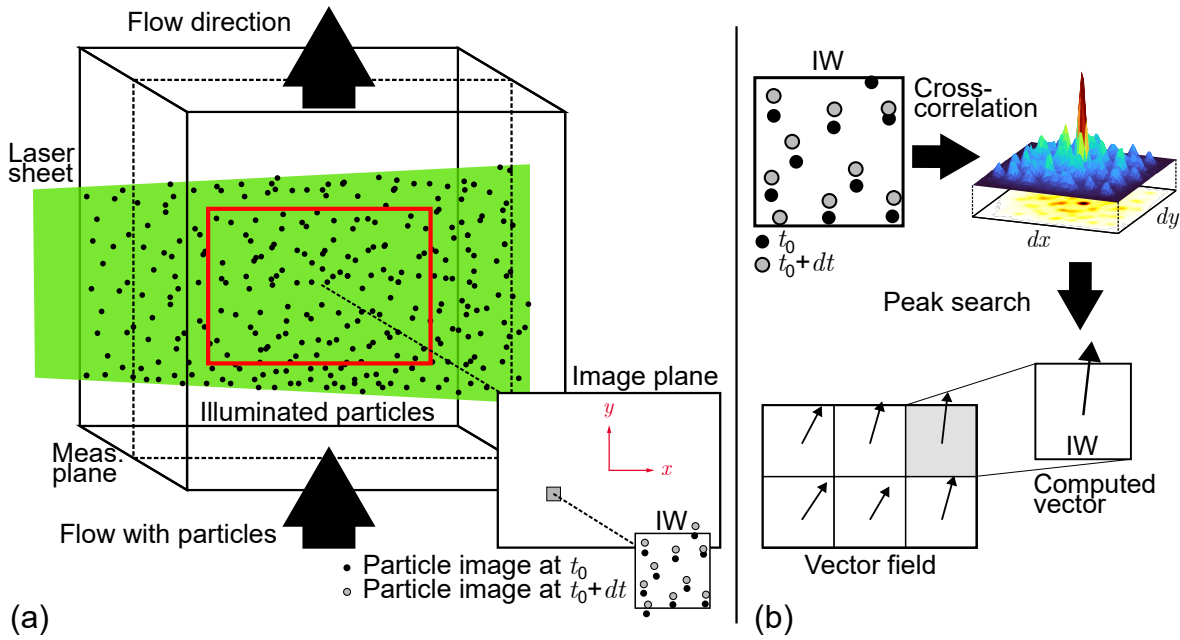 (a)
Flow direction
Laser
sheet
Illuminated particles
Meas.
plane
Flow with particles
Image plane
y
x
IW
Particle image at t₀
Particle image at t₀+dt
(b)
IW
Cross-
correlation
t₀
t₀+dt
dx
dy
Peak search
IW
Computed
vector
Vector field